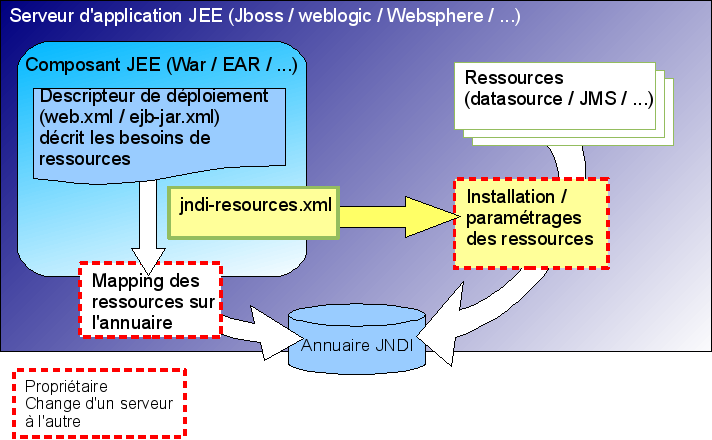 Serveur d'application JEE (Jboss / weblogic / Websphere / ...)
Composant JEE (War / EAR / ...)
Descripteur de déploiement
(web.xml / ejb-jar.xml)
décrit les besoins de
ressources
Ressources
(datasource / JMS / ...)
jndi-resources.xml
Installation /
paramétrages
des ressources
Mapping des
ressources sur
l'annuaire
Annuaire JNDI
Propriétaire
Change d'un serveur
à l'autre